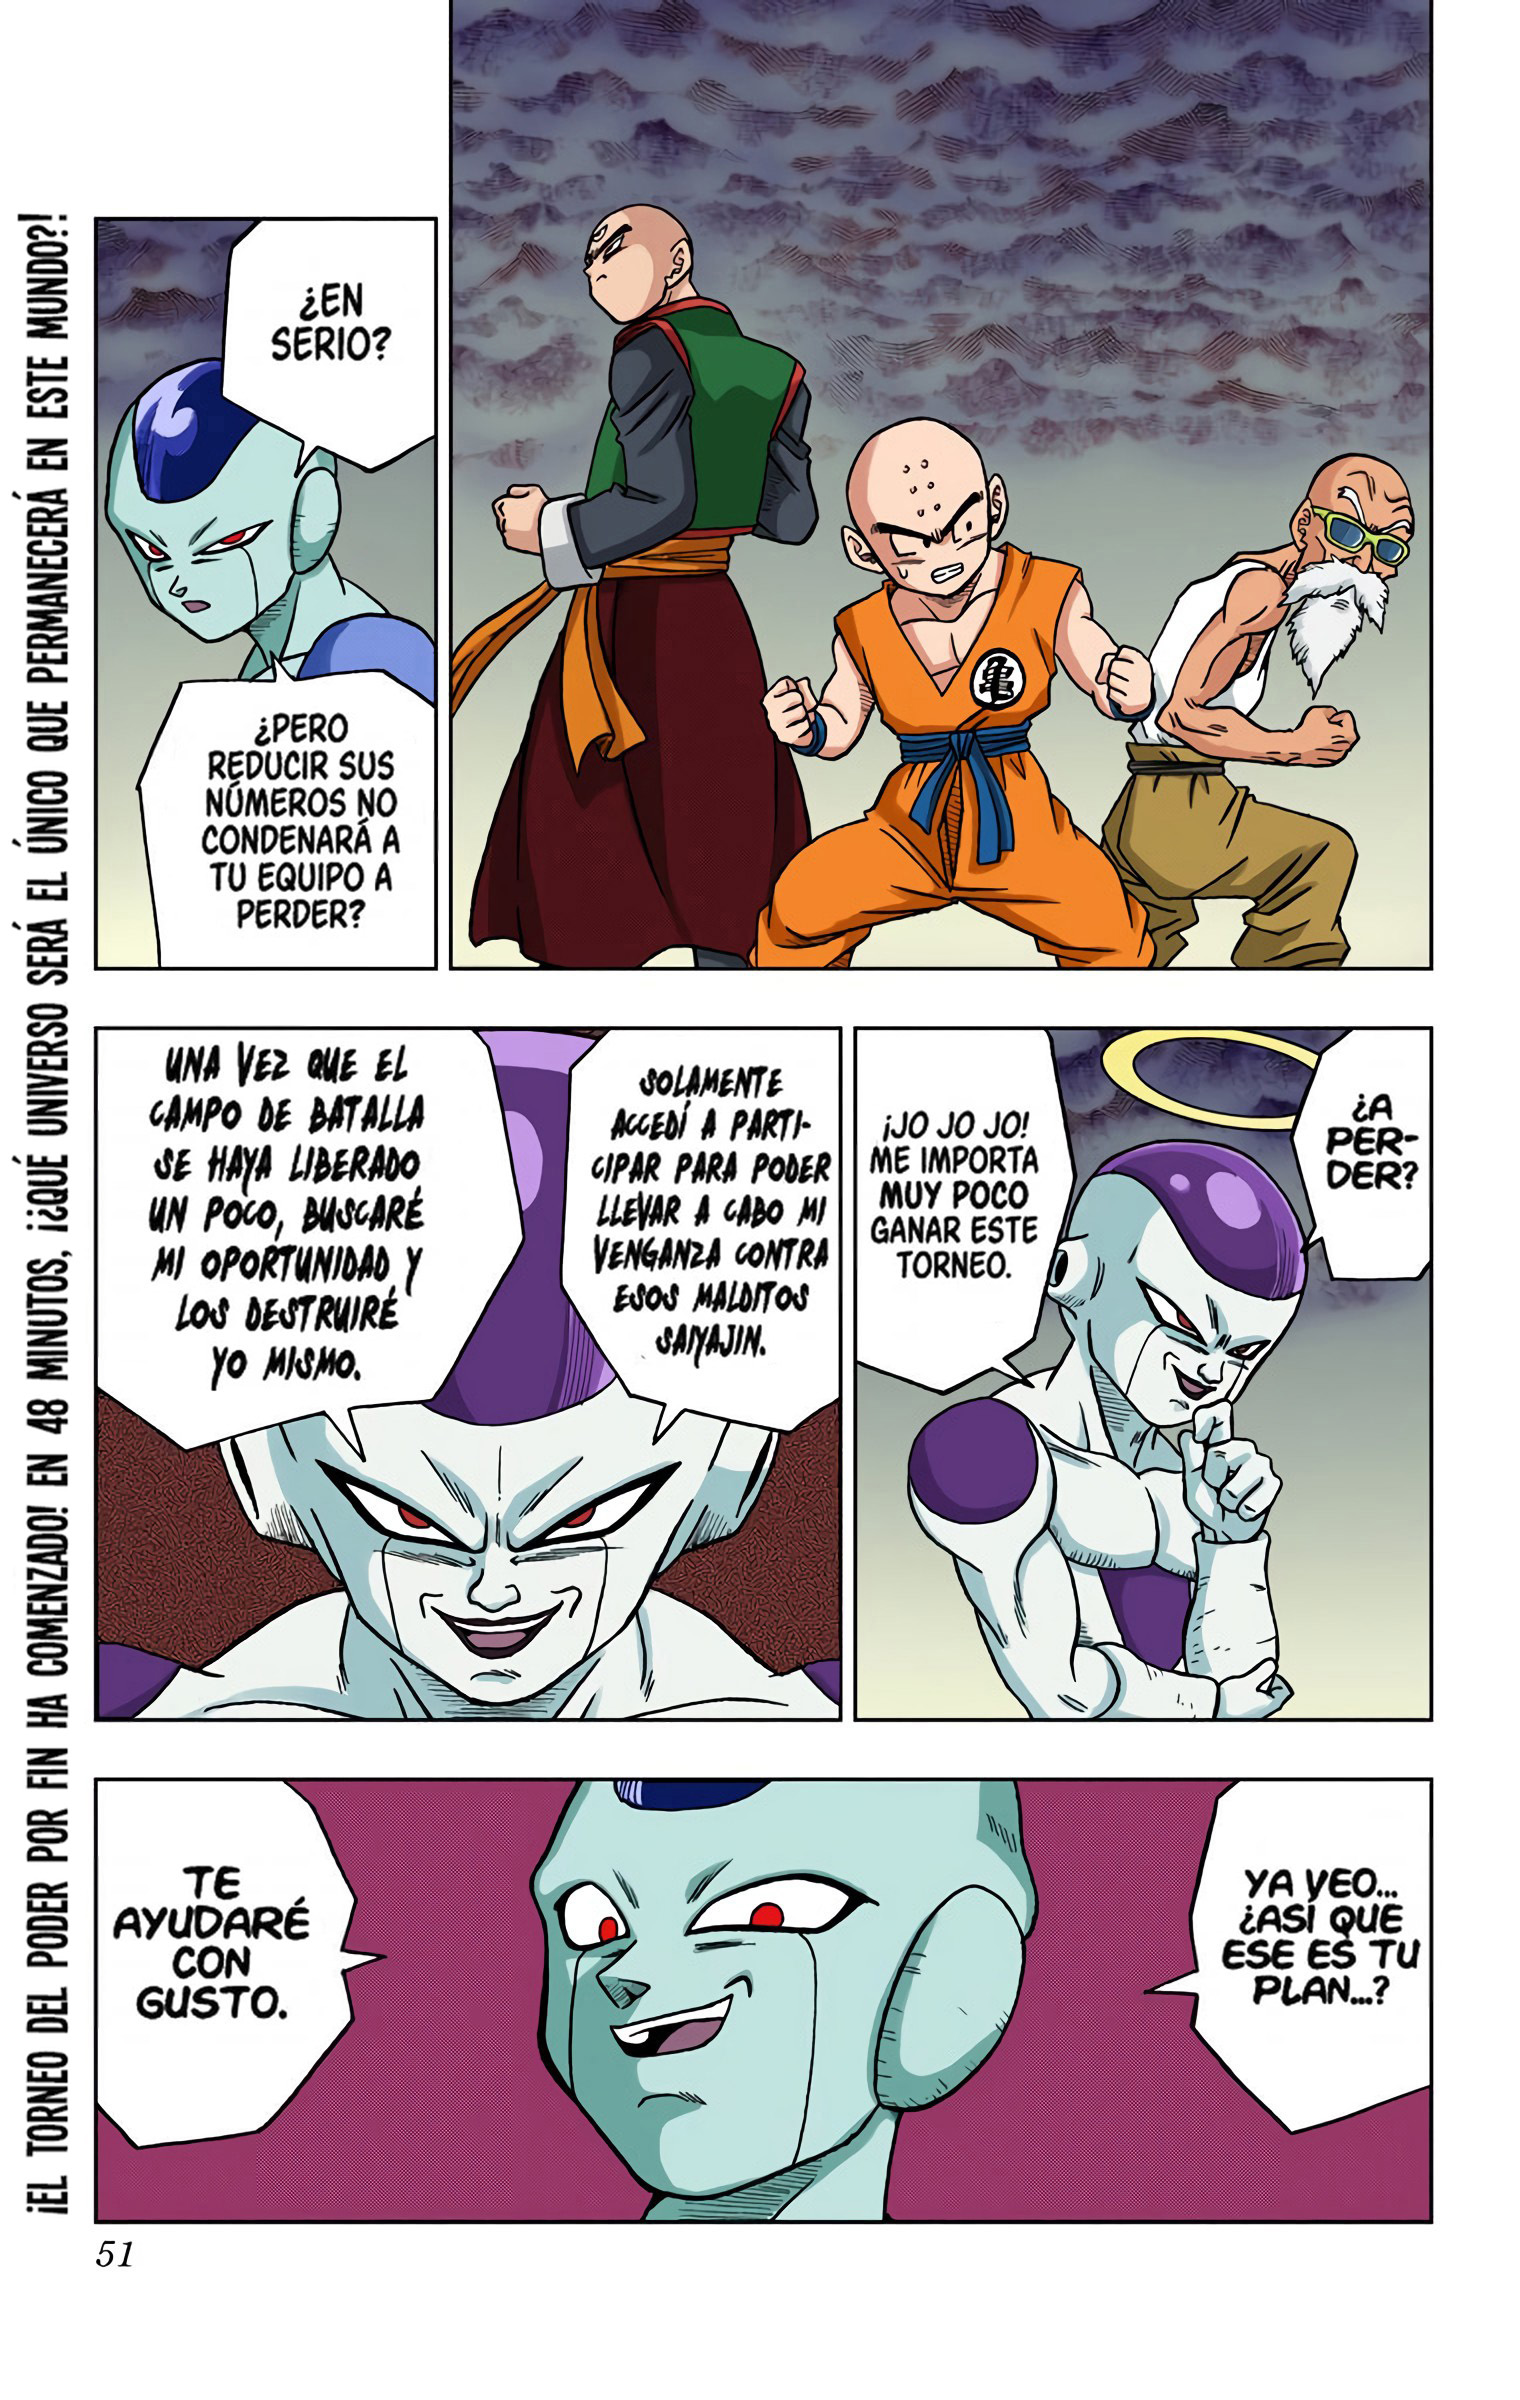 ¿EN
SERIO?
¿PERO
REDUCIR SUS
NÚMEROS NO
CONDENARÁ A
TU EQUIPO A
PERDER?
¿A
PER-
DER?
¡JO JO JO!
ME IMPORTA
MUY POCO
GANAR ESTE
TORNEO.
SOLAMENTE
ACCEDÍ A PARTI-
CIPAR PARA PODER
LLEVAR A CABO MI
VENGANZA CONTRA
ESOS MALDITOS
SAIYAJIN.
UNA VEZ QUE EL
CAMPO DE BATALLA
SE HAYA LIBERADO
UN POCO, BUSCARÉ
MI OPORTUNIDAD Y
LOS DESTRUIRÉ
YO MISMO.
YA VEO...
¿ASI QUE
ESE ES TU
PLAN...?
TE
AYUDARÉ
CON
GUSTO.
¡EL TORNEO DEL PODER POR FIN HA COMENZADO! EN 48 MINUTOS, ¡¿QUÉ UNIVERSO SERÁ EL ÚNICO QUE PERMANECERÁ EN ESTE MUNDO?!
亀
51